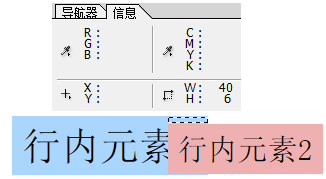 导航器 信息
R : C :
G : M :
B : Y :
K :
X : W : 40
Y : H : 6
行内元素 行内元素2